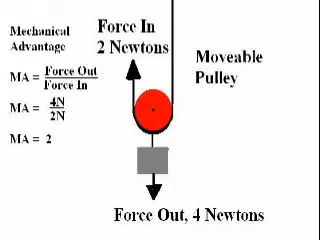 Mechanical
Advantage
MA = Force Out
Force In
MA = 4N
2N
MA = 2
Force In
2 Newtons
Moveable
Pulley
Force Out, 4 Newtons